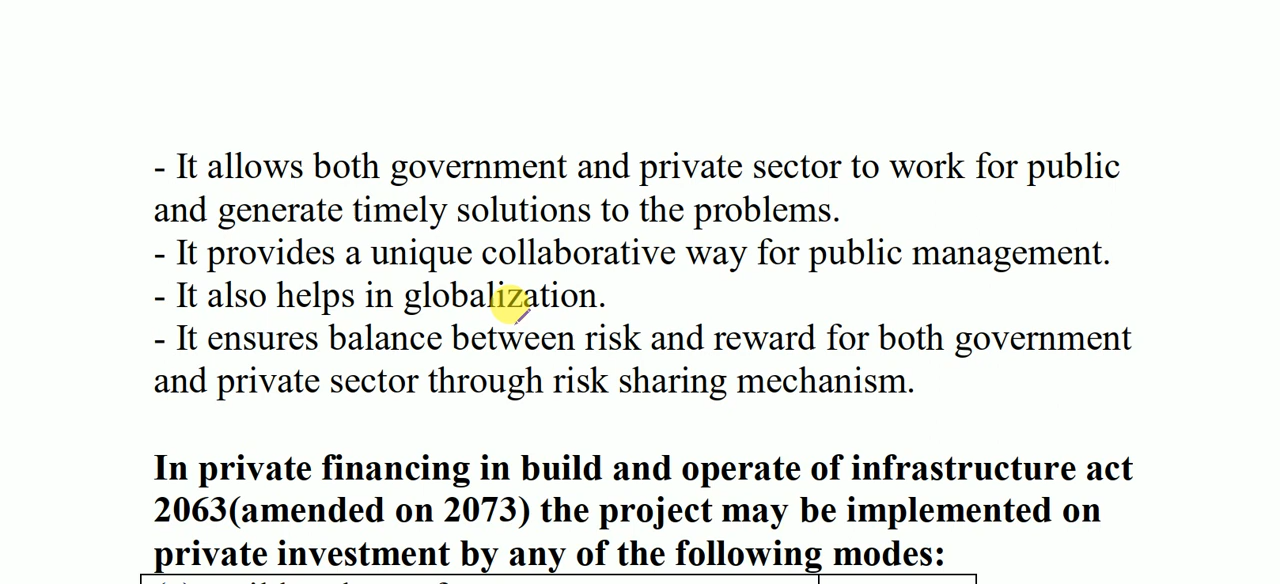 - It allows both government and private sector to work for public
and generate timely solutions to the problems.
- It provides a unique collaborative way for public management.
- It also helps in globalization.
- It ensures balance between risk and reward for both government
and private sector through risk sharing mechanism.
In private financing in build and operate of infrastructure act
2063(amended on 2073) the project may be implemented on
private investment by any of the following modes: